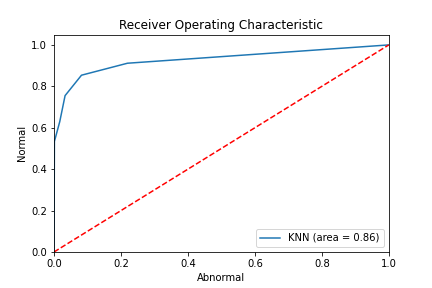 Receiver Operating Characteristic
1.0
0.8
0.6
0.4
0.2
0.0
Normal
KNN (area = 0.86)
0.0 0.2 0.4 0.6 0.8 1.0
Abnormal